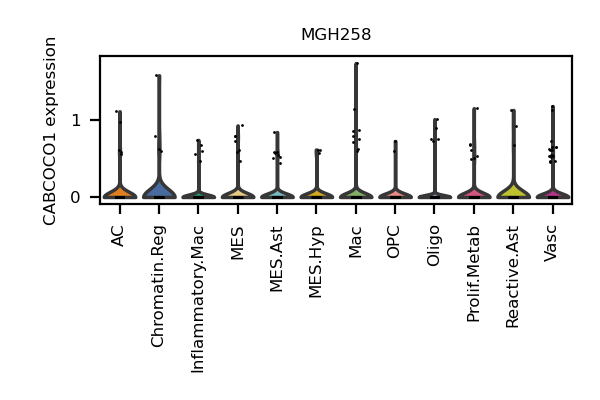 MGH258
CABCOCO1 expression
1
0
AC
Chromatin.Reg
Inflammatory.Mac
MES
MES.Ast
MES.Hyp
Mac
OPC
Oligo
Prolif.Metab
Reactive.Ast
Vasc